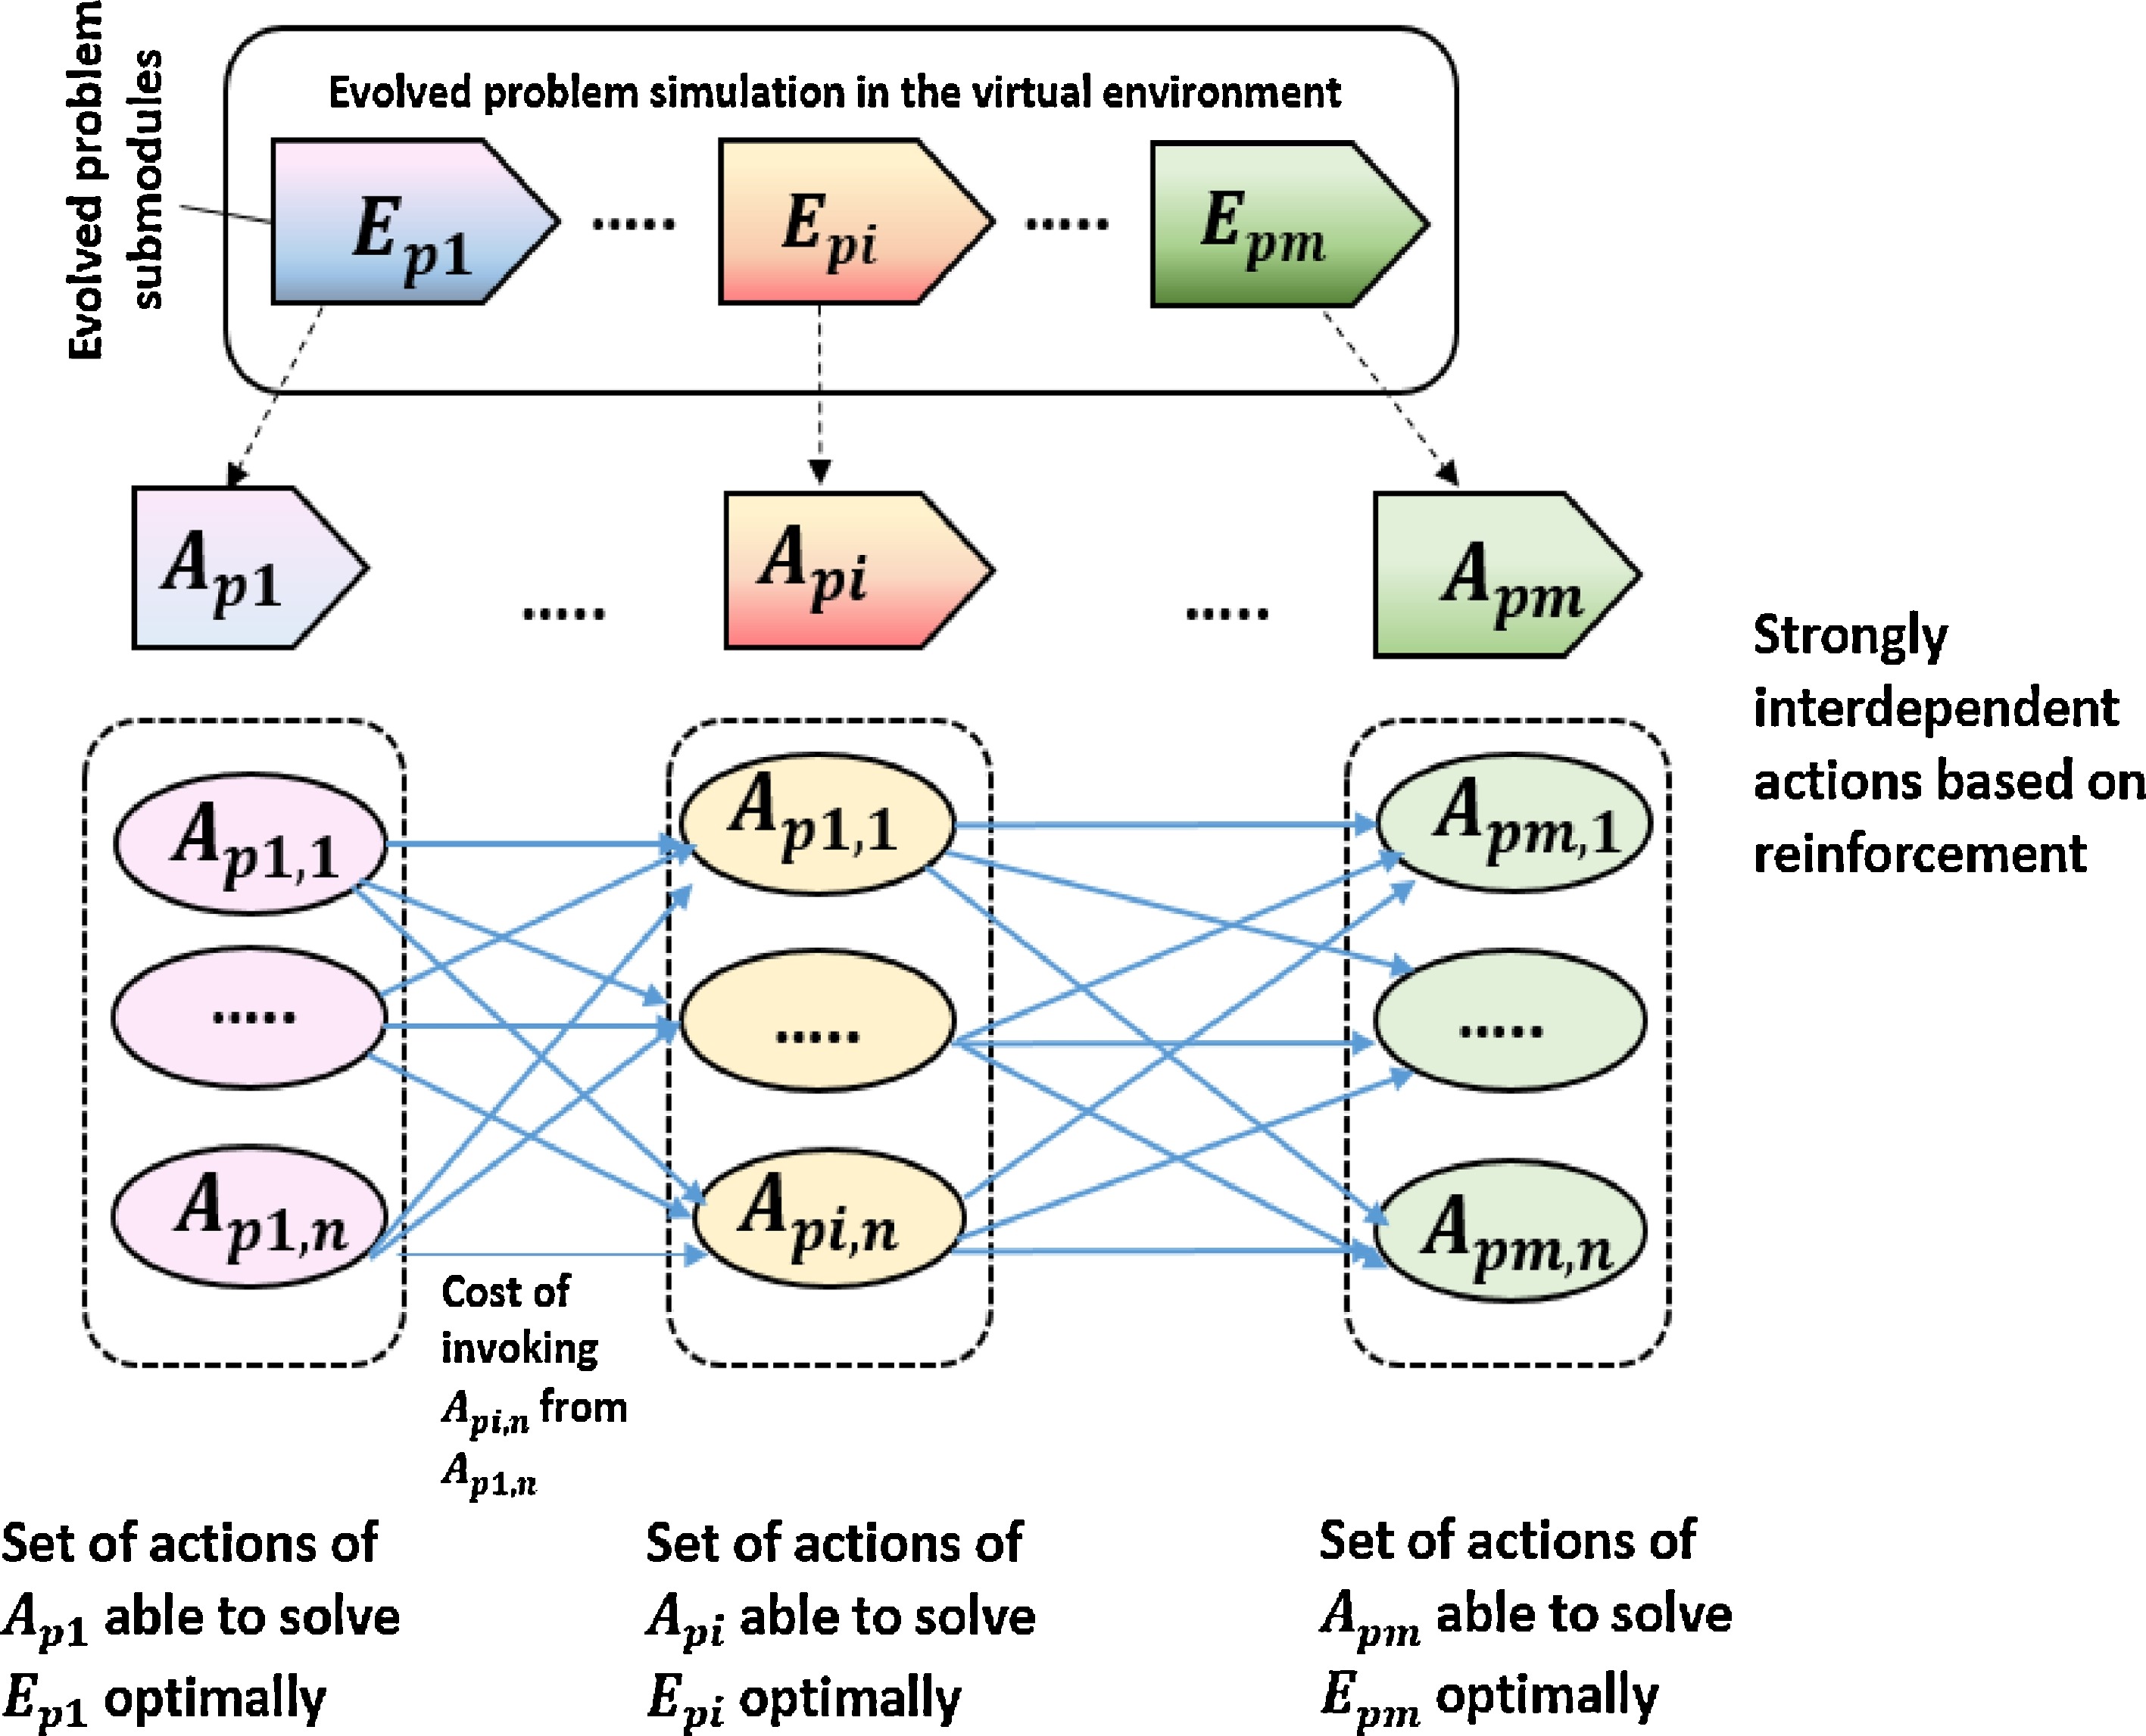 Evolved problem
submodules
Evolved problem simulation in the virtual environment
E_{p1} ..... E_{pi} ..... E_{pm}
A_{p1} ..... A_{pi} ..... A_{pm}
Strongly
interdependent
actions based on
reinforcement
A_{p1,1} A_{p1,1} A_{pm,1}
..... ..... .....
A_{p1,n} A_{pi,n} A_{pm,n}
Cost of
invoking
A_{pi,n} from
A_{p1,n}
Set of actions of
A_{p1} able to solve
E_{p1} optimally
Set of actions of
A_{pi} able to solve
E_{pi} optimally
Set of actions of
A_{pm} able to solve
E_{pm} optimally